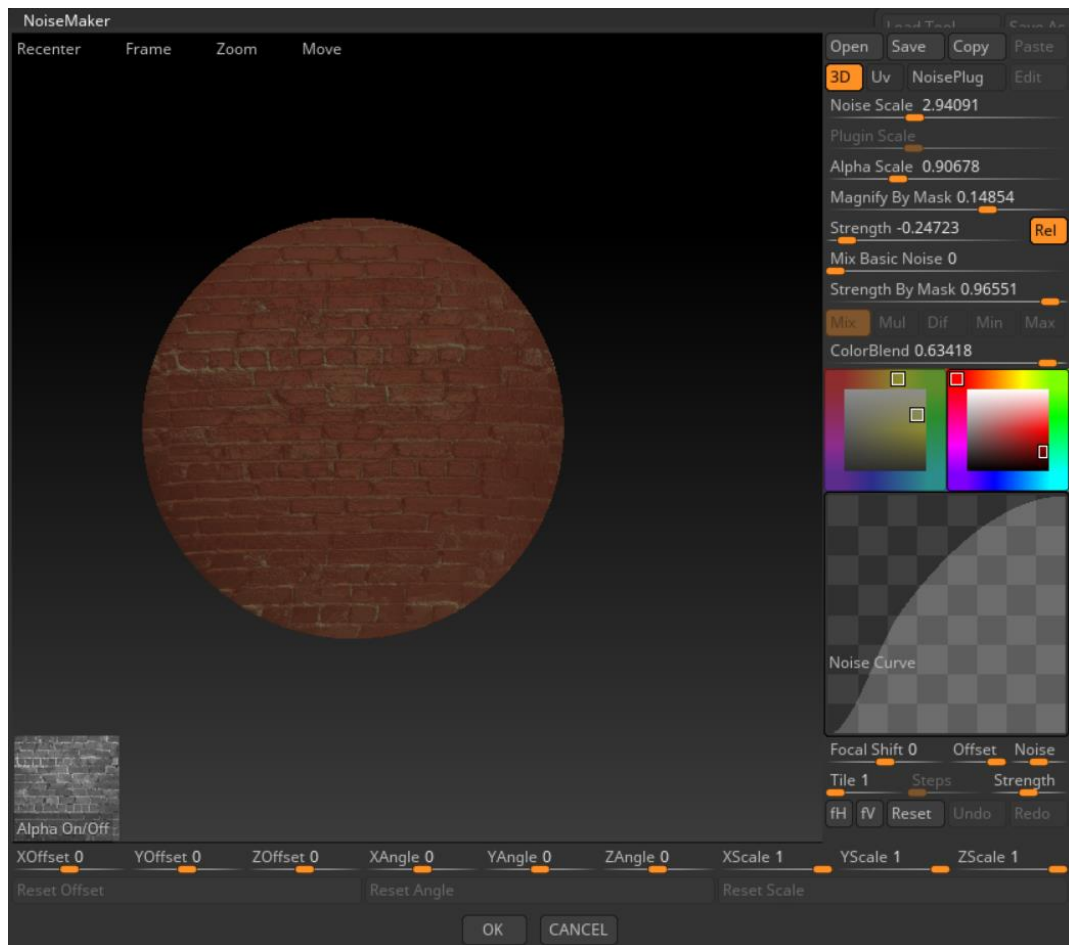 NoiseMaker
Load Tool Save As
Recenter Frame Zoom Move
Open Save Copy Paste
3D Uv NoisePlug Edit
Noise Scale 2.94091
Plugin Scale
Alpha Scale 0.90678
Magnify By Mask 0.14854
Strength -0.24723 Rel
Mix Basic Noise 0
Strength By Mask 0.96551
Mix Mul Dif Min Max
ColorBlend 0.63418
Noise Curve
Focal Shift 0 Offset Noise
Tile 1 Steps Strength
fH fV Reset Undo Redo
Alpha On/Off
XOffset 0 YOffset 0 ZOffset 0 XAngle 0 YAngle 0 ZAngle 0 XScale 1 YScale 1 ZScale 1
Reset Offset Reset Angle Reset Scale
OK CANCEL